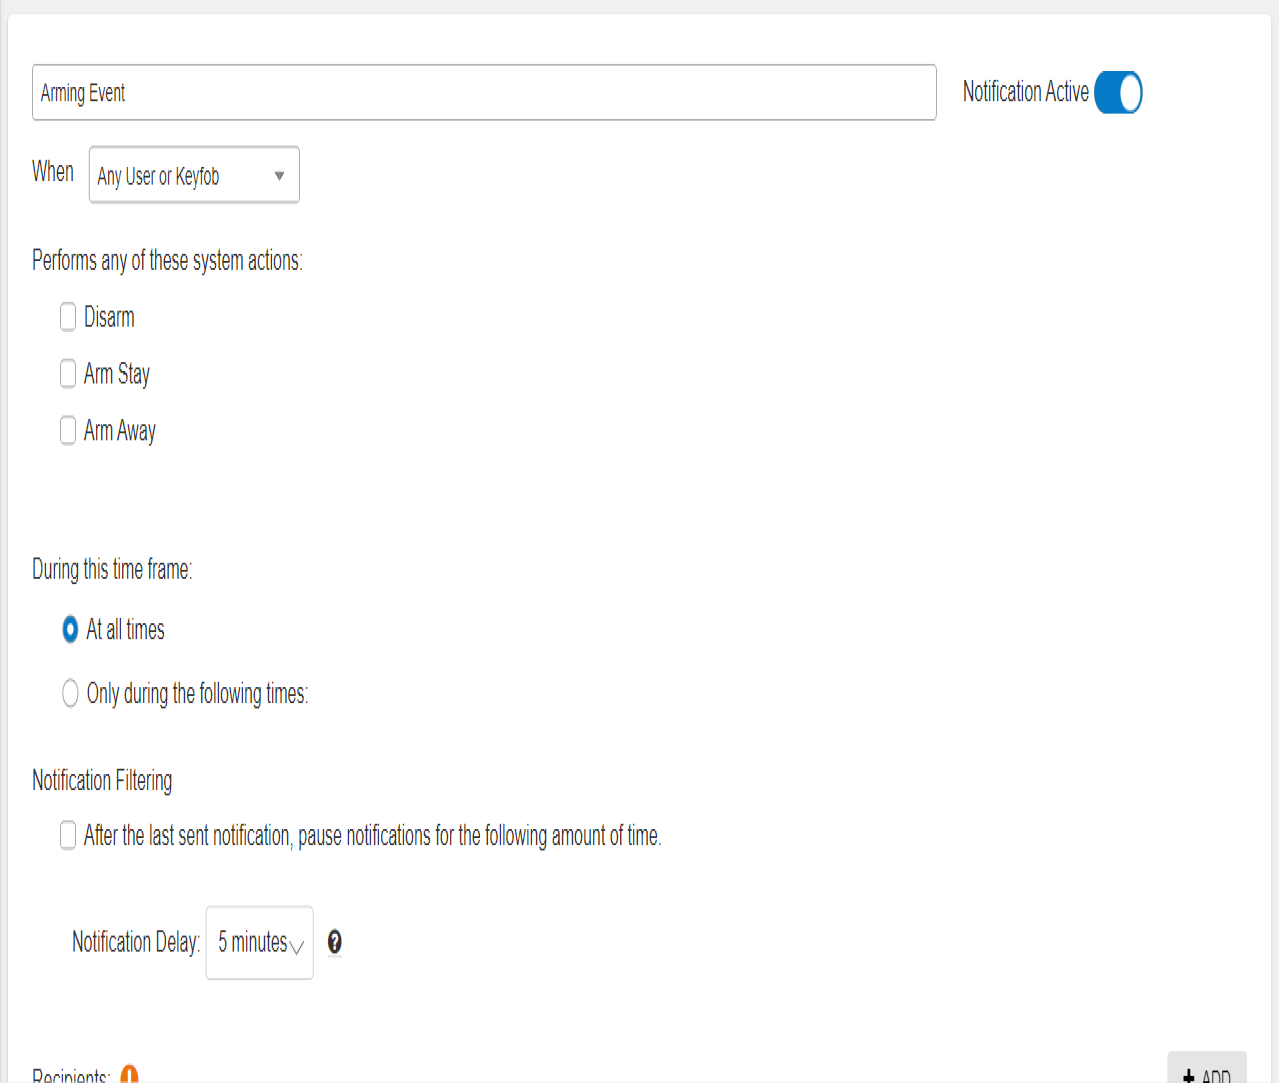 Arming Event
Notification Active
When Any User or Keyfob
Performs any of these system actions:
Disarm
Arm Stay
Arm Away
During this time frame:
At all times
Only during the following times:
Notification Filtering
After the last sent notification, pause notifications for the following amount of time.
Notification Delay: 5 minutes ?
Recipients: !
+ ADD